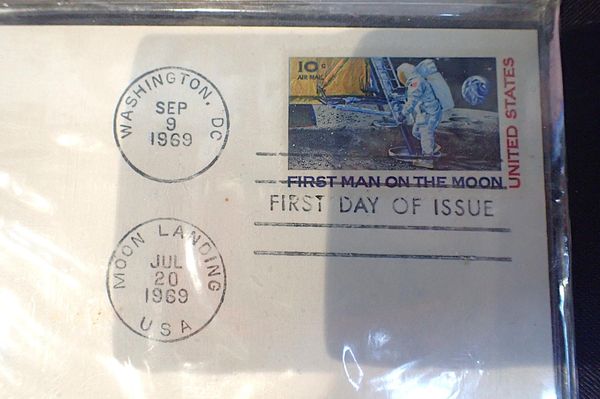 WASHINGTON, DC
SEP
9
1969
10c
AIR MAIL
UNITED STATES
FIRST MAN ON THE MOON
FIRST DAY OF ISSUE
MOON LANDING
JUL
20
1969
USA